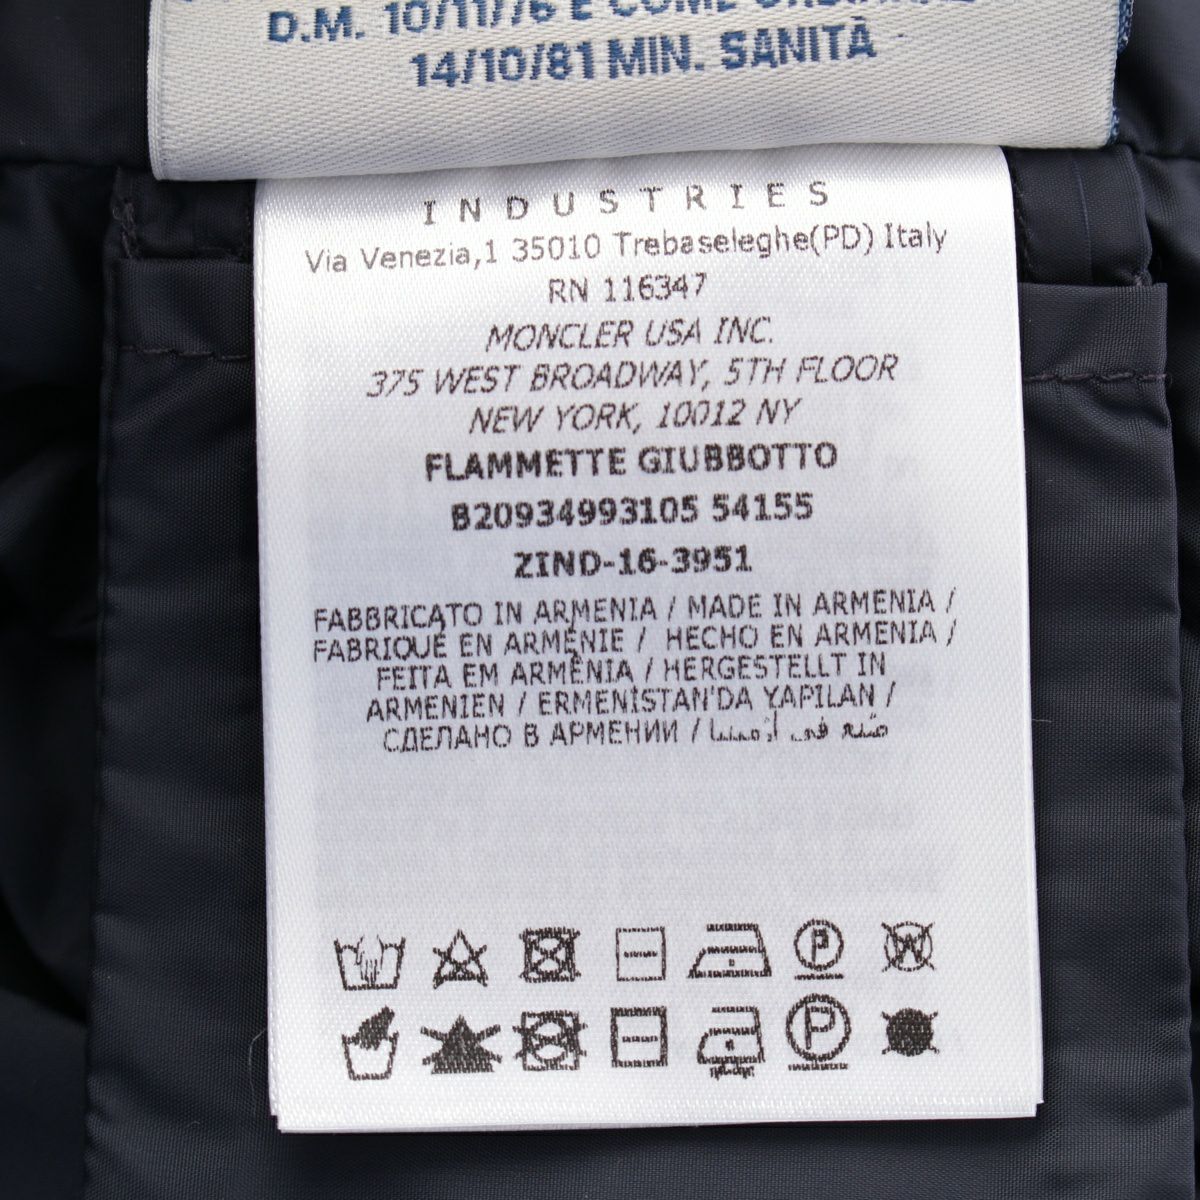 D.M. 10/11/76 E COME
14/10/81 MIN. SANITÀ
INDUSTRIES
Via Venezia,1 35010 Trebaseleghe(PD) Italy
RN 116347
MONCLER USA INC.
375 WEST BROADWAY, 5TH FLOOR
NEW YORK, 10012 NY
FLAMMETTE GIUBBOTTO
B20934993105 54155
ZIND-16-3951
FABBRICATO IN ARMENIA / MADE IN ARMENIA /
FABRIQUÉ EN ARMÉNIE / HECHO EN ARMENIA /
FEITA EM ARMÊNIA / HERGESTELLT IN
ARMENIEN / ERMENİSTAN'DA YAPILAN /
СДЕЛАНО В АРМЕНИИ / صنع في أرمينيا
P W
P